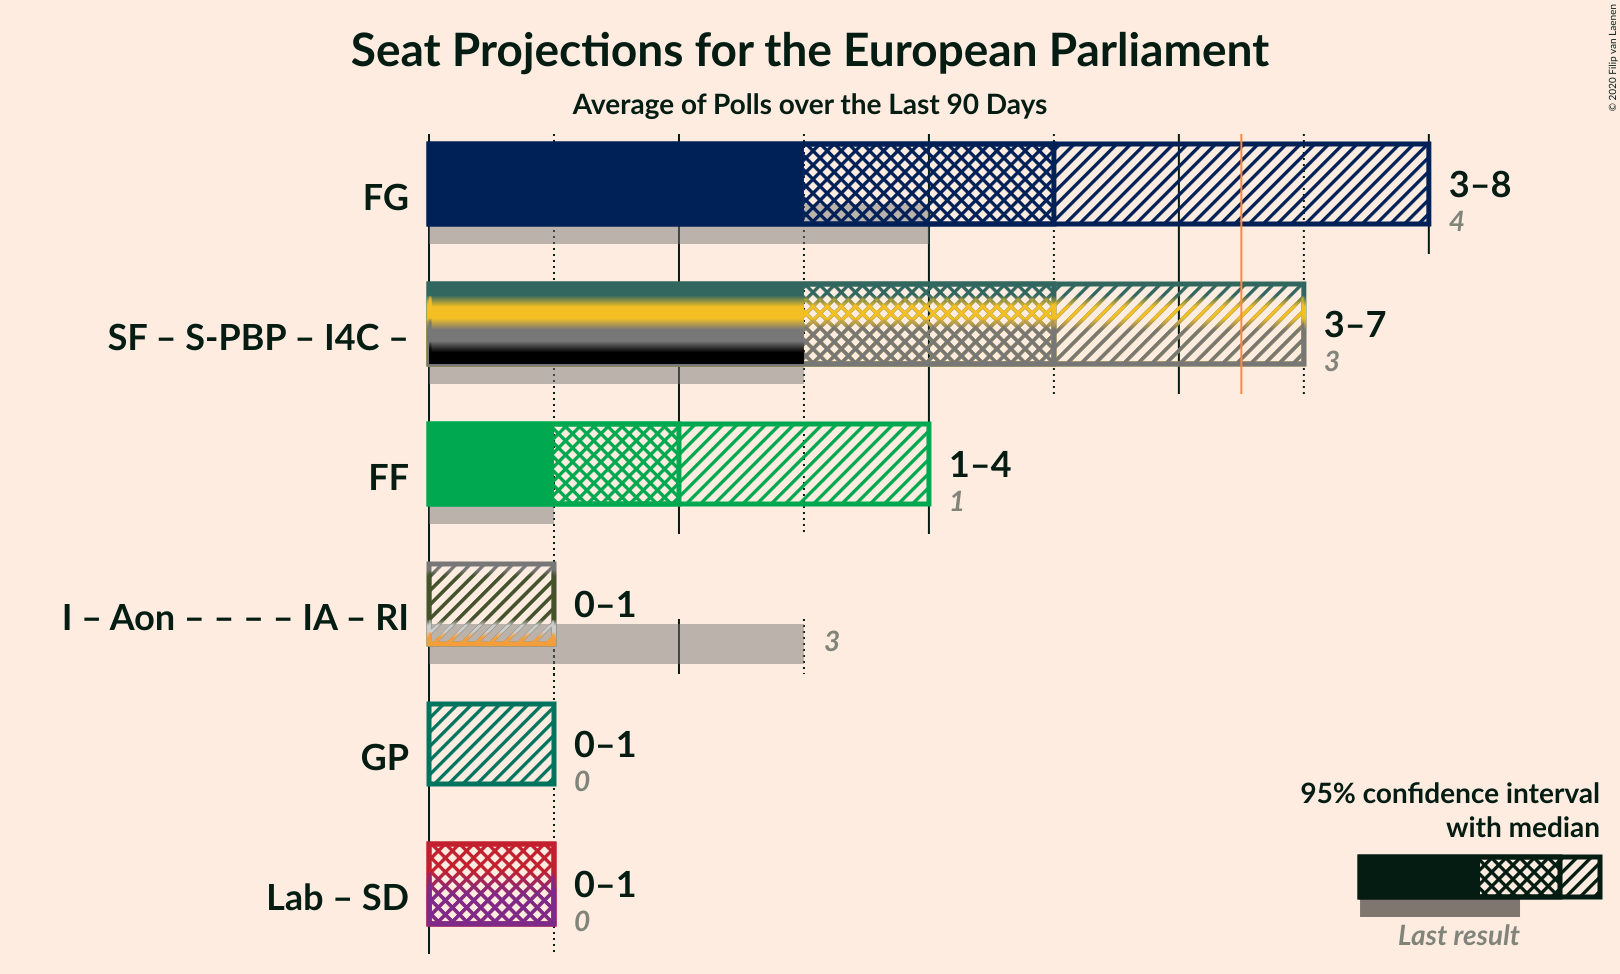 Seat Projections for the European Parliament
Average of Polls over the Last 90 Days
© 2020 Filip van Laenen
FG
3–8
4
SF – S-PBP – I4C –
3–7
3
FF
1–4
1
I – Aon – – – – IA – RI
0–1
3
GP
0–1
0
Lab – SD
0–1
0
95% confidence interval
with median
Last result